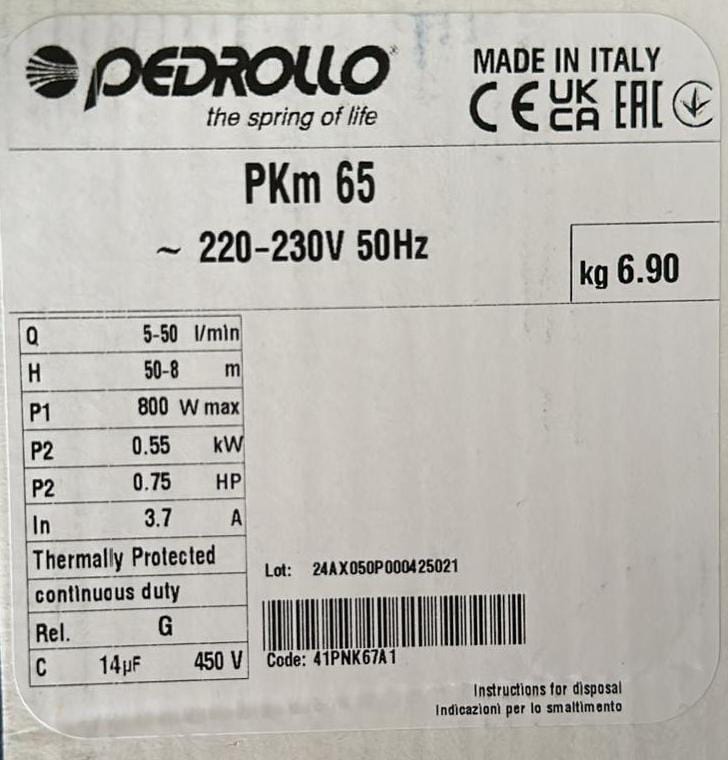 PEDROLLO®
the spring of life
MADE IN ITALY
CE UK CA EAC
PKm 65
~ 220-230V 50Hz
kg 6.90
Q 5-50 l/min
H 50-8 m
P1 800 W max
P2 0.55 kW
P2 0.75 HP
In 3.7 A
Thermally Protected
continuous duty
Rel. G
C 14µF 450 V
Lot: 24AX050P000425021
Code: 41PNK67A1
Instructions for disposal
Indicazioni per lo smaltimento